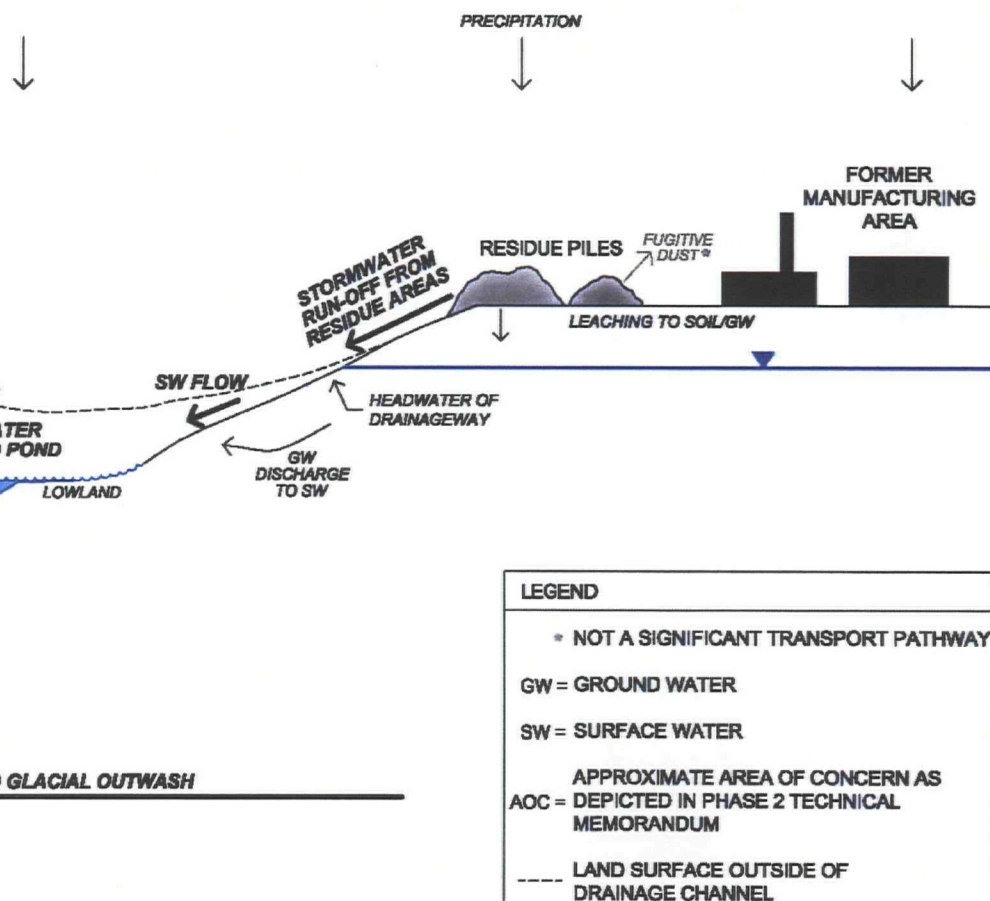 PRECIPITATION
FORMER
MANUFACTURING
AREA
RESIDUE PILES
FUGITIVE
DUST*
STORMWATER
RUN-OFF FROM
RESIDUE AREAS
LEACHING TO SOIL/GW
SW FLOW
HEADWATER OF
DRAINAGEWAY
GW
DISCHARGE
TO SW
POND
LOWLAND
GLACIAL OUTWASH
LEGEND
* NOT A SIGNIFICANT TRANSPORT PATHWAY
GW = GROUND WATER
SW = SURFACE WATER
AOC = APPROXIMATE AREA OF CONCERN AS
DEPICTED IN PHASE 2 TECHNICAL
MEMORANDUM
---- LAND SURFACE OUTSIDE OF
DRAINAGE CHANNEL